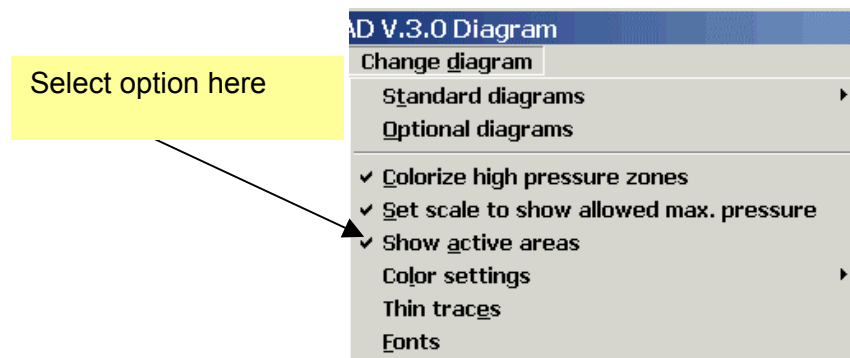 AD V.3.0 Diagram
Change diagram
Select option here
Standard diagrams
Optional diagrams
Colorize high pressure zones
Set scale to show allowed max. pressure
Show active areas
Color settings
Thin traces
Fonts